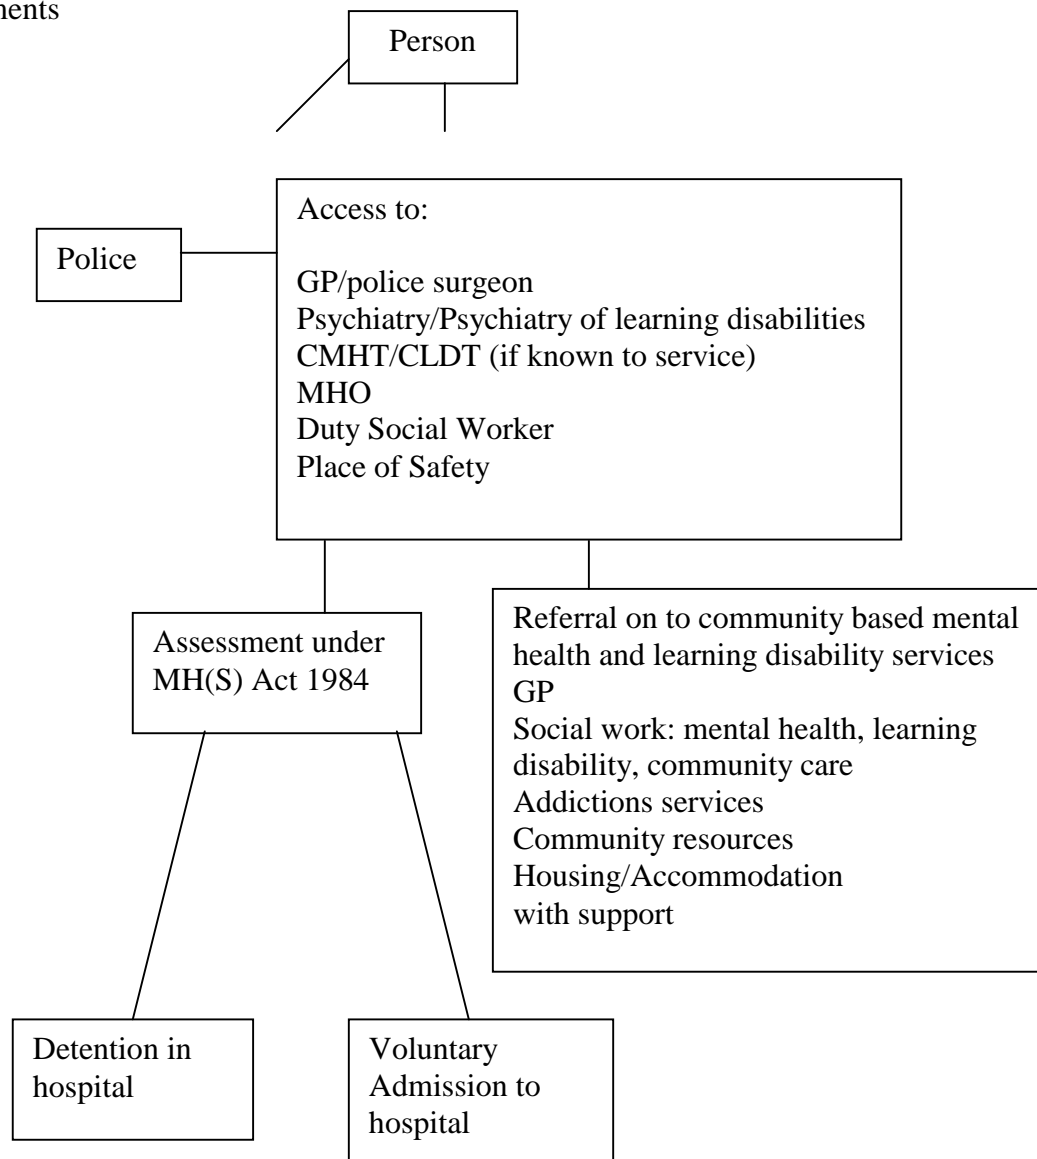 Person
Access to:
GP/police surgeon
Psychiatry/Psychiatry of learning disabilities
CMHT/CLDT (if known to service)
MHO
Duty Social Worker
Place of Safety
Police
Assessment under
MH(S) Act 1984
Referral on to community based mental
health and learning disability services
GP
Social work: mental health, learning
disability, community care
Addictions services
Community resources
Housing/Accommodation
with support
Detention in
hospital
Voluntary
Admission to
hospital